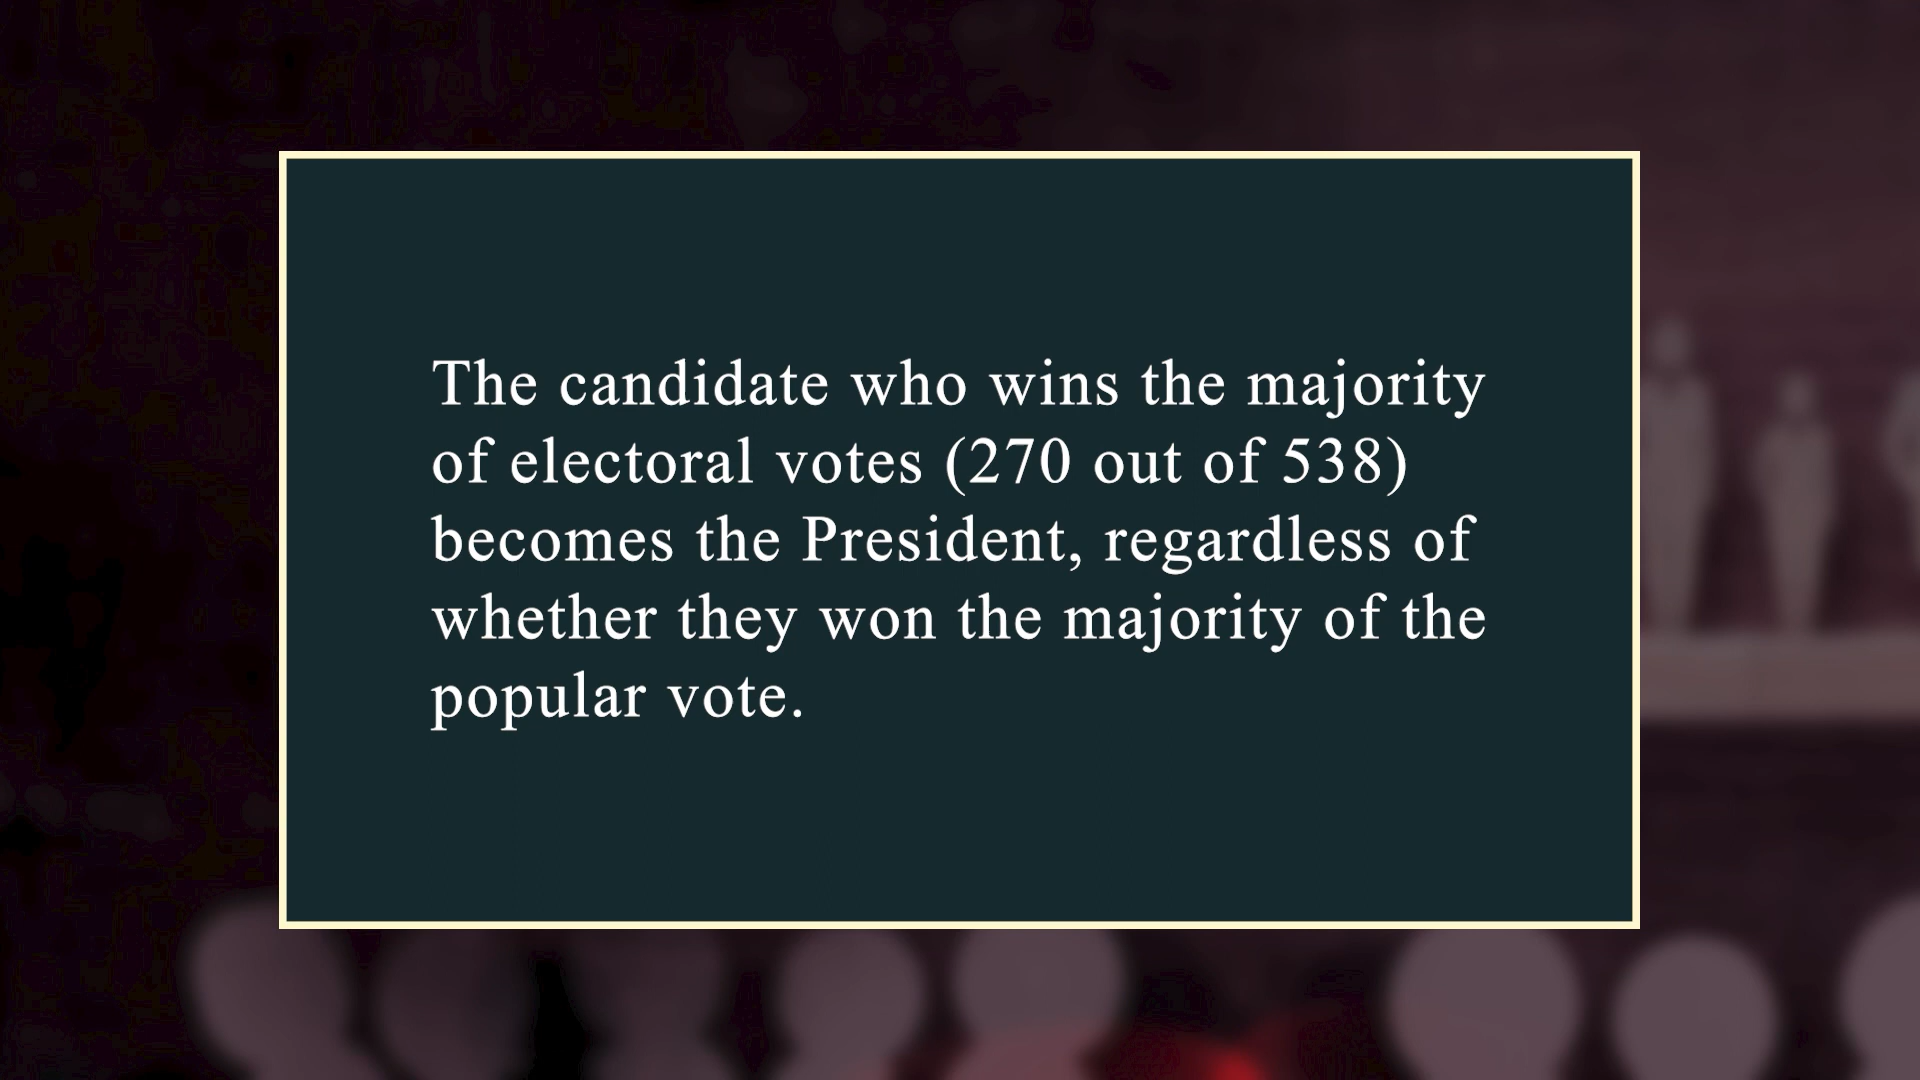 The candidate who wins the majority
of electoral votes (270 out of 538)
becomes the President, regardless of
whether they won the majority of the
popular vote.